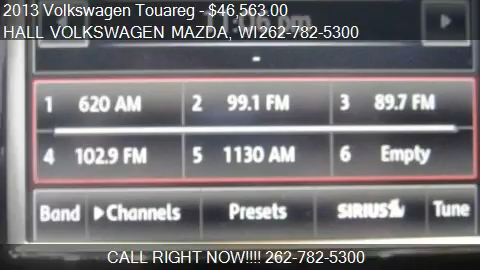 2013 Volkswagen Touareg - $46,563.00
HALL VOLKSWAGEN MAZDA, WI262-782-5300
1 620 AM 2 99.1 FM 3 89.7 FM
4 102.9 FM 5 1130 AM 6 Empty
Band ▶Channels Presets SIRIUS Tune
CALL RIGHT NOW!!!! 262-782-5300